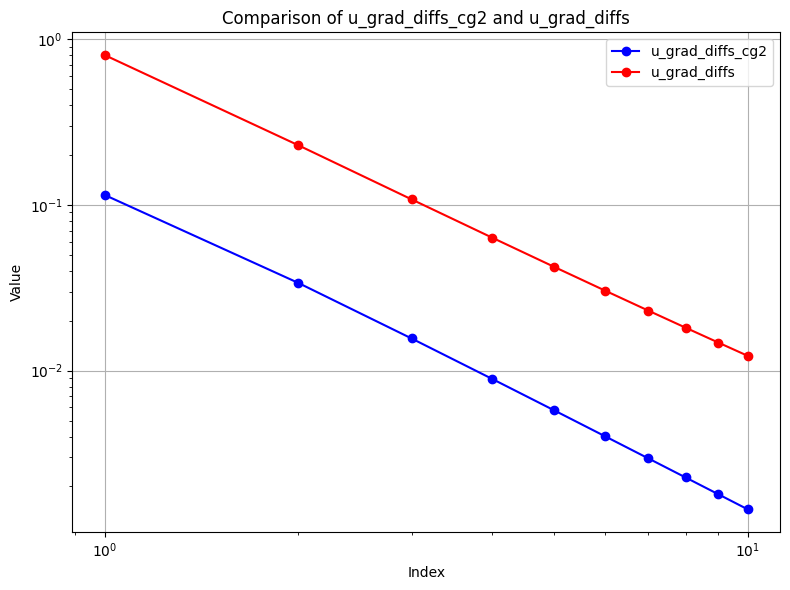 Comparison of u_grad_diffs_cg2 and u_grad_diffs
u_grad_diffs_cg2
u_grad_diffs
Value
10⁰
10⁻¹
10⁻²
10⁰
10¹
Index